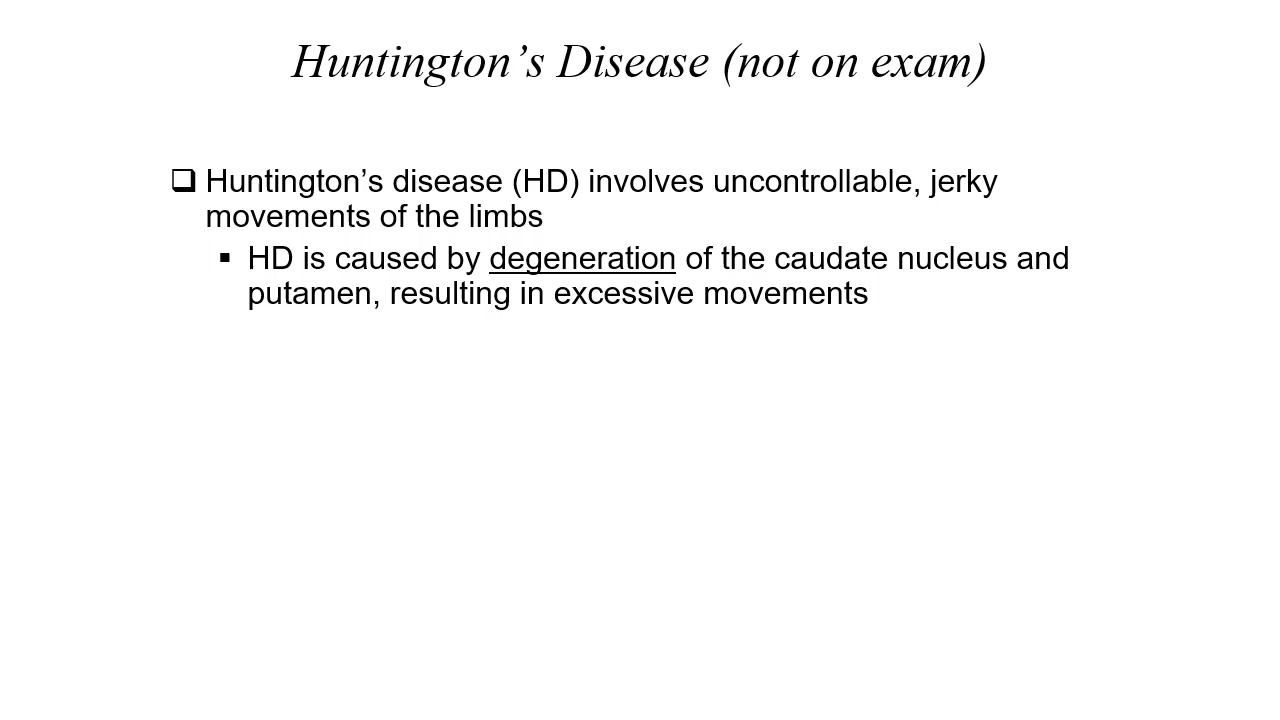 Huntington’s Disease (not on exam)
❑ Huntington’s disease (HD) involves uncontrollable, jerky
movements of the limbs
▪ HD is caused by degeneration of the caudate nucleus and
putamen, resulting in excessive movements